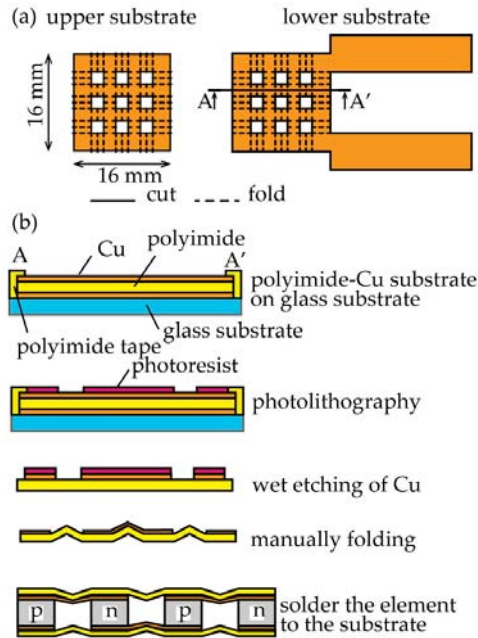 (a) upper substrate
lower substrate
16 mm
A
A'
16 mm
cut
fold
(b)
polyimide
Cu
A
A'
polyimide-Cu substrate
on glass substrate
glass substrate
polyimide tape
photoresist
photolithography
wet etching of Cu
manually folding
p n p n
solder the element
to the substrate